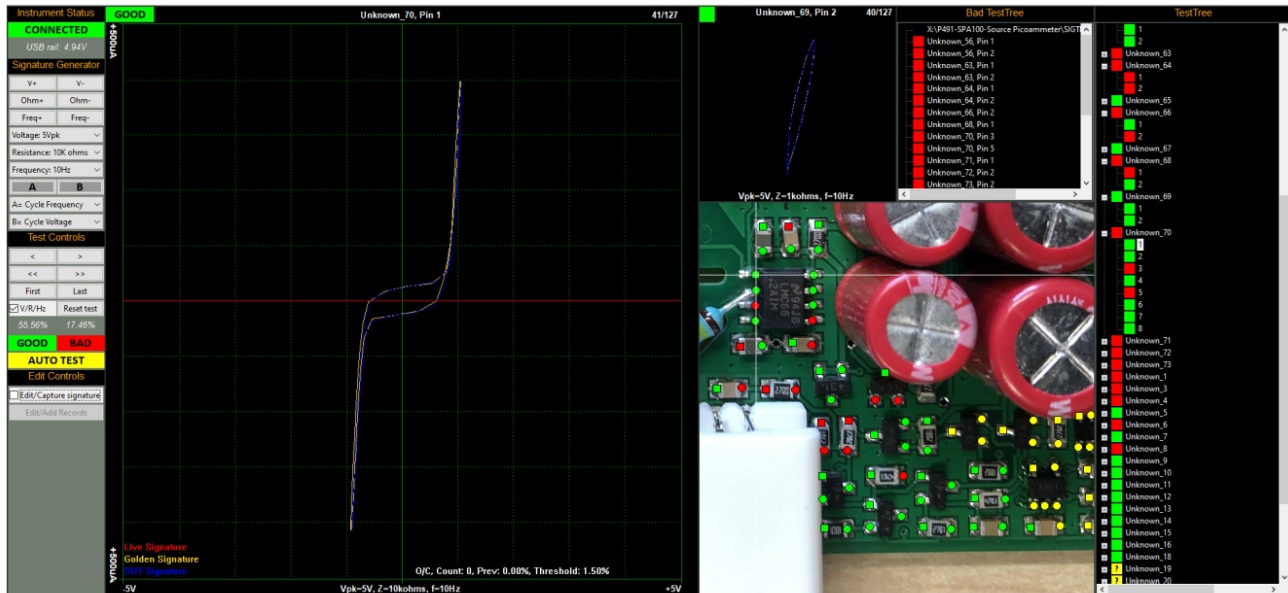 Instrument Status
CONNECTED
USB rail: 4.94V
Signature Generator
V+ V-
Ohm+ Ohm-
Freq+ Freq-
Voltage: 5Vpk
Resistance: 10K ohms
Frequency: 10Hz
A B
A= Cycle Frequency
B= Cycle Voltage
Test Controls
< >
<< >>
First Last
V/R/Hz Reset test
55.56% 17.46%
GOOD BAD
AUTO TEST
Edit Controls
Edit/Capture signature
Edit/Add Records
GOOD Unknown_70, Pin 1 41/127
+500uA
+500uA
Live Signature
Golden Signature
DUT Signature
O/C, Count: 0, Prev: 0.00%, Threshold: 1.50%
-5V Vpk=5V, Z=10kohms, f=10Hz +5V
Unknown_69, Pin 2 40/127
Vpk=5V, Z=1kohms, f=10Hz
Bad TestTree
X:\P491-SPA100-Source Picoammeter\SIGTI
Unknown_56, Pin 1
Unknown_56, Pin 2
Unknown_63, Pin 1
Unknown_63, Pin 2
Unknown_64, Pin 1
Unknown_64, Pin 2
Unknown_66, Pin 2
Unknown_68, Pin 1
Unknown_70, Pin 3
Unknown_70, Pin 5
Unknown_71, Pin 1
Unknown_72, Pin 2
Unknown_73, Pin 2
LMC66
2AIM
TestTree
1
2
Unknown_63
Unknown_64
1
2
Unknown_65
Unknown_66
1
2
Unknown_67
Unknown_68
1
2
Unknown_69
1
2
Unknown_70
1
2
3
4
5
6
7
8
Unknown_71
Unknown_72
Unknown_73
Unknown_1
Unknown_3
Unknown_4
Unknown_5
Unknown_6
Unknown_7
Unknown_8
Unknown_9
Unknown_10
Unknown_11
Unknown_12
Unknown_13
Unknown_14
Unknown_15
Unknown_16
Unknown_18
? Unknown_19
? Unknown_20